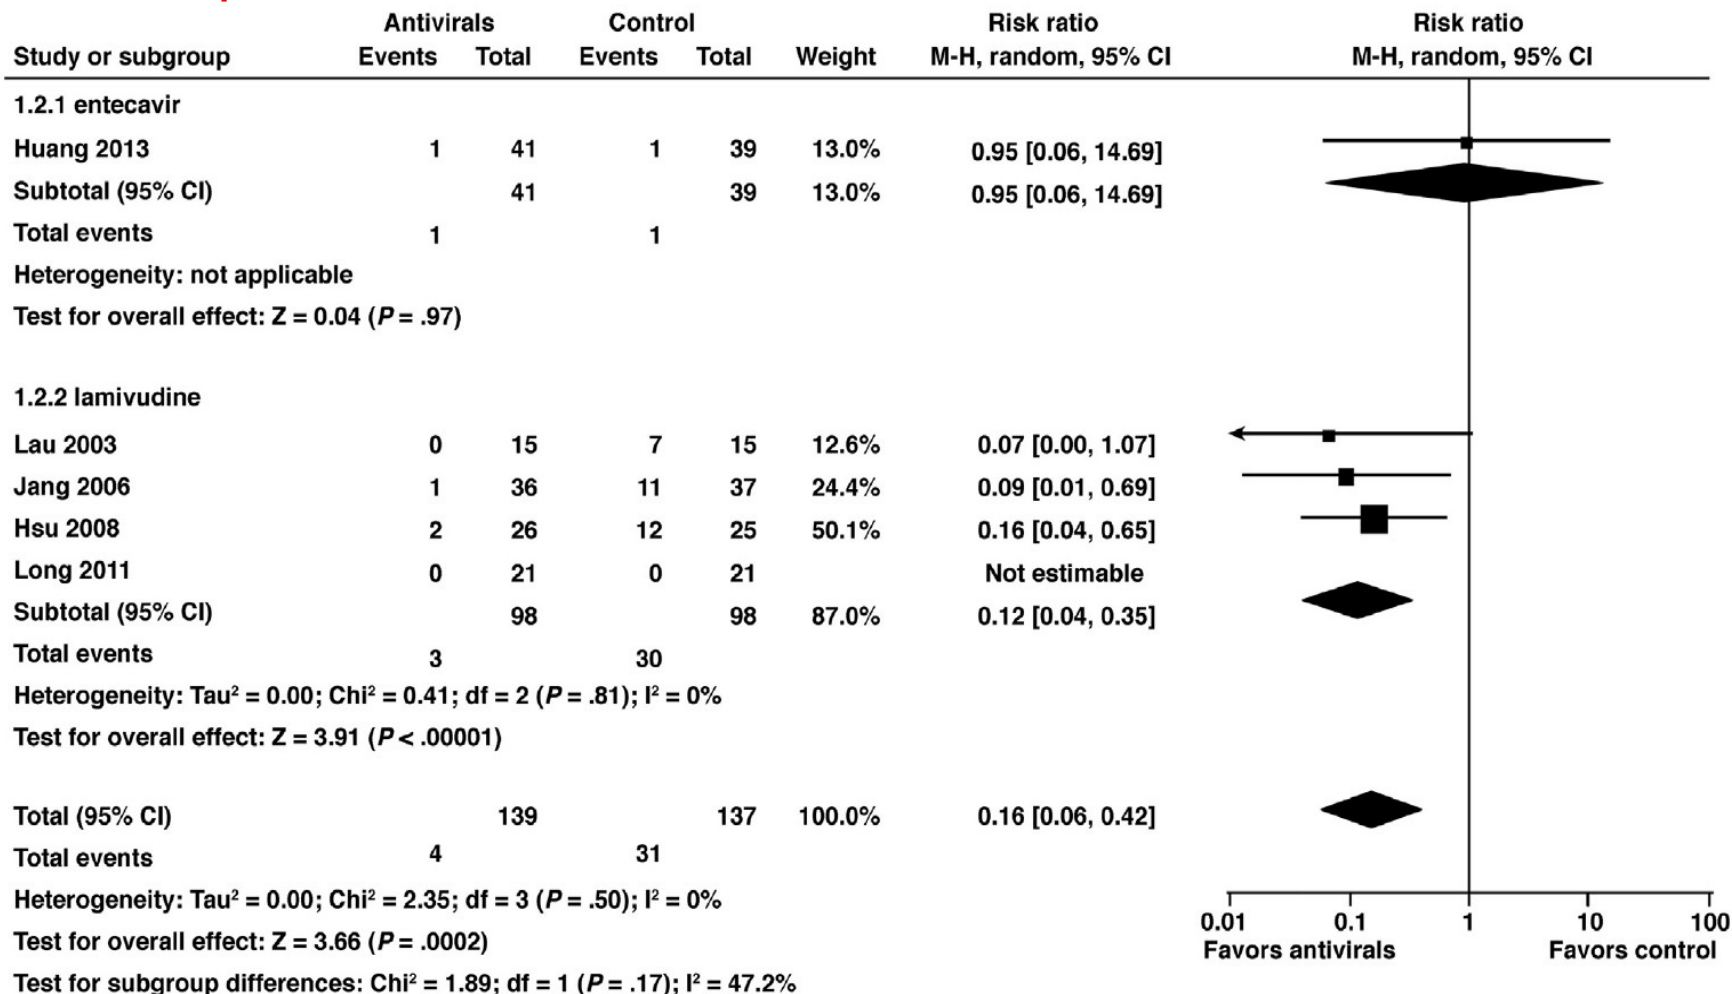 Antivirals Control Risk ratio Risk ratio
Study or subgroup Events Total Events Total Weight M-H, random, 95% CI M-H, random, 95% CI
1.2.1 entecavir
Huang 2013 1 41 1 39 13.0% 0.95 [0.06, 14.69]
Subtotal (95% CI) 41 39 13.0% 0.95 [0.06, 14.69]
Total events 1 1
Heterogeneity: not applicable
Test for overall effect: Z = 0.04 (P = .97)
1.2.2 lamivudine
Lau 2003 0 15 7 15 12.6% 0.07 [0.00, 1.07]
Jang 2006 1 36 11 37 24.4% 0.09 [0.01, 0.69]
Hsu 2008 2 26 12 25 50.1% 0.16 [0.04, 0.65]
Long 2011 0 21 0 21 Not estimable
Subtotal (95% CI) 98 98 87.0% 0.12 [0.04, 0.35]
Total events 3 30
Heterogeneity: Tau² = 0.00; Chi² = 0.41; df = 2 (P = .81); I² = 0%
Test for overall effect: Z = 3.91 (P < .00001)
Total (95% CI) 139 137 100.0% 0.16 [0.06, 0.42]
Total events 4 31
Heterogeneity: Tau² = 0.00; Chi² = 2.35; df = 3 (P = .50); I² = 0%
Test for overall effect: Z = 3.66 (P = .0002)
Test for subgroup differences: Chi² = 1.89; df = 1 (P = .17); I² = 47.2%
0.01 0.1 1 10 100
Favors antivirals Favors control